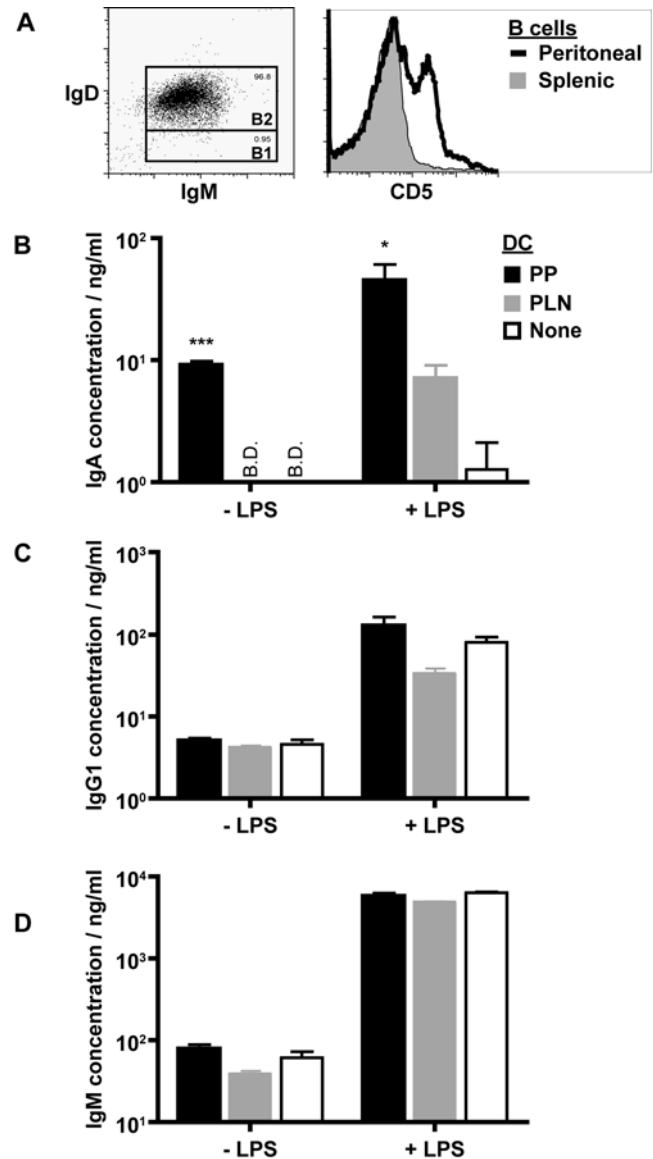 A
IgD
96.8
B2
0.95
B1
IgM
CD5
B cells
Peritoneal
Splenic
B
IgA concentration / ng/ml
10²
10¹
10⁰
***
B.D.
B.D.
*
- LPS
+ LPS
DC
PP
PLN
None
C
IgG1 concentration / ng/ml
10³
10²
10¹
10⁰
- LPS
+ LPS
D
IgM concentration / ng/ml
10⁴
10³
10²
10¹
- LPS
+ LPS